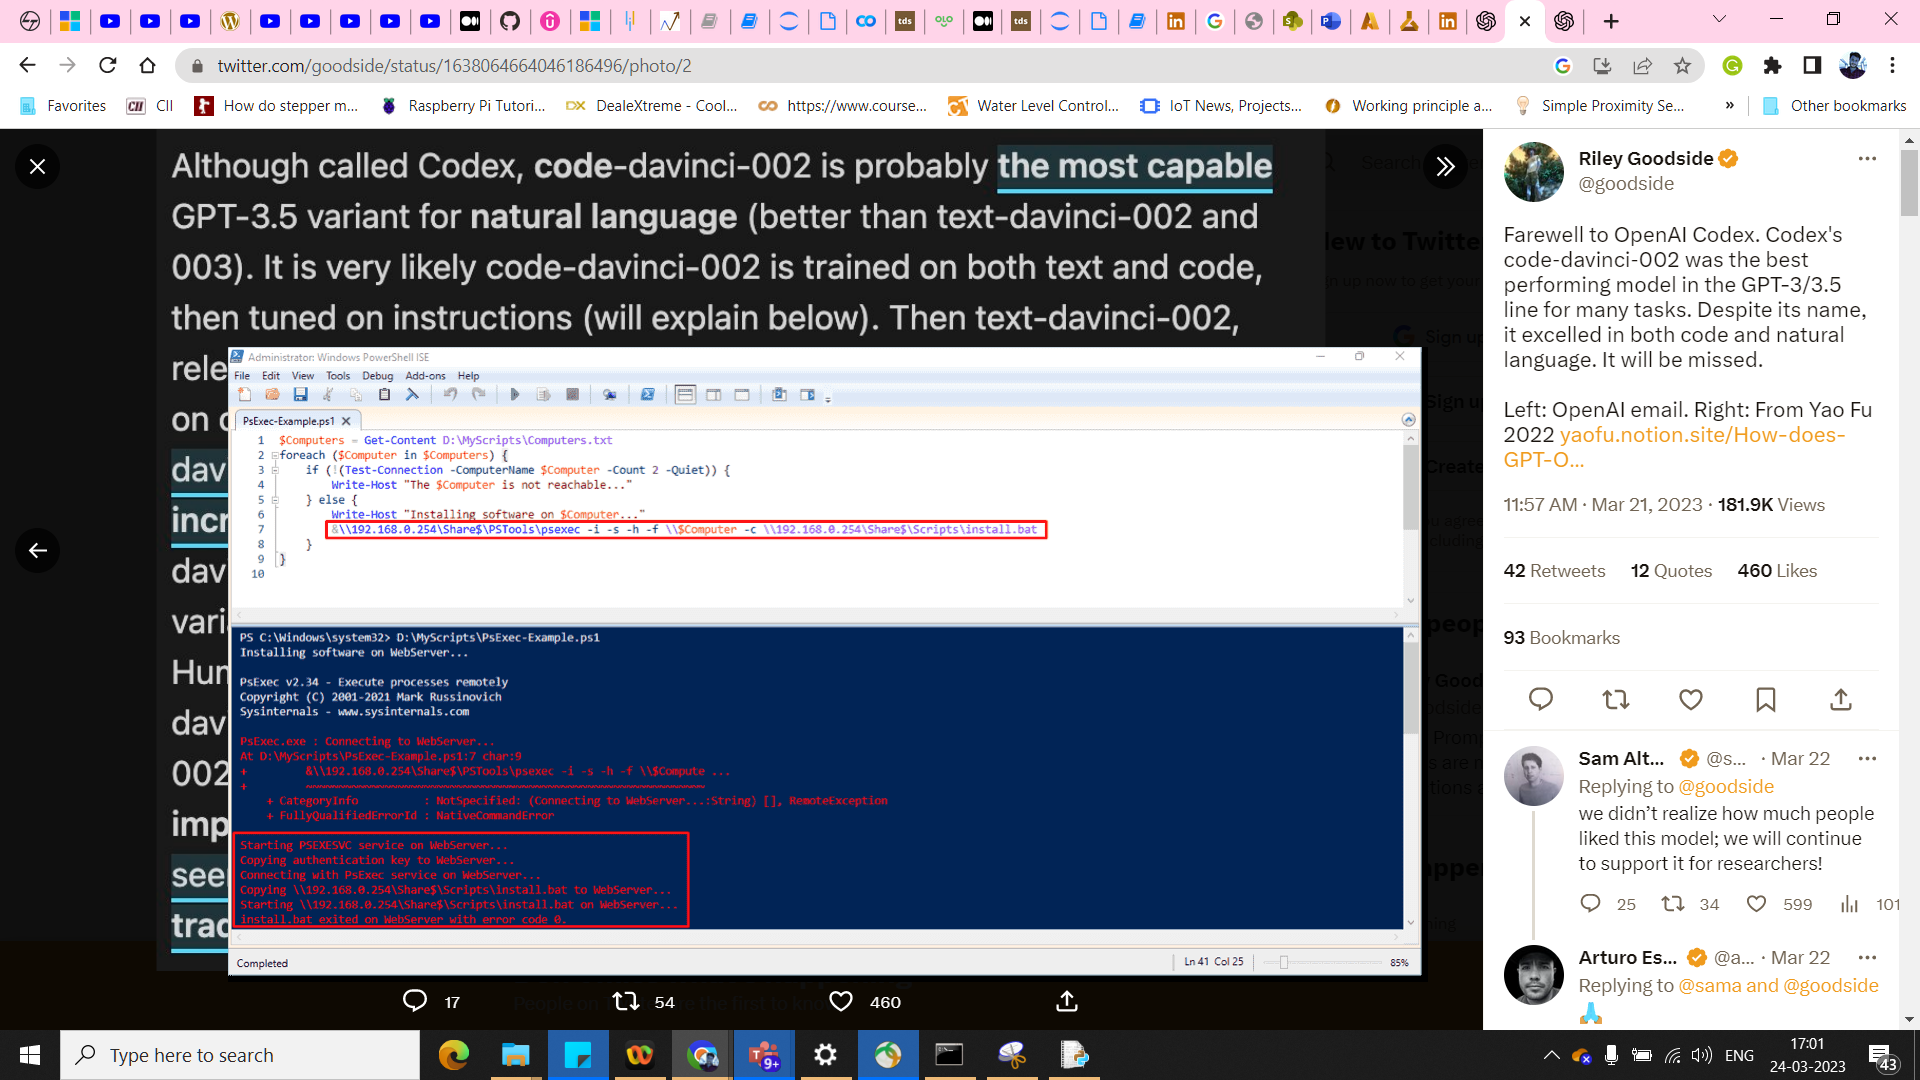 twitter.com/goodside/status/1638064664046186496/photo/2
Favorites
CII
How do stepper m...
Raspberry Pi Tutori...
DealeXtreme - Cool...
https://www.course...
Water Level Control...
IoT News, Projects...
Working principle a...
Simple Proximity Se...
»
Other bookmarks
Although called Codex, code-davinci-002 is probably the most capable
GPT-3.5 variant for natural language (better than text-davinci-002 and
003). It is very likely code-davinci-002 is trained on both text and code,
then tuned on instructions (will explain below). Then text-davinci-002,
Administrator: Windows PowerShell ISE
File Edit View Tools Debug Add-ons Help
PsExec-Example.ps1
1 $Computers = Get-Content D:\MyScripts\Computers.txt
2 foreach ($Computer in $Computers) {
3 if (!(Test-Connection -ComputerName $Computer -Count 2 -Quiet)) {
4 Write-Host "The $Computer is not reachable..."
5 } else {
6 Write-Host "Installing software on $Computer..."
7 &\\192.168.0.254\Share$\PSTools\psexec -i -s -h -f \\$Computer -c \\192.168.0.254\Share$\Scripts\install.bat
8 }
9 }
10
PS C:\Windows\system32> D:\MyScripts\PsExec-Example.ps1
Installing software on WebServer...
PsExec v2.34 - Execute processes remotely
Copyright (C) 2001-2021 Mark Russinovich
Sysinternals - www.sysinternals.com
PsExec.exe : Connecting to WebServer...
At D:\MyScripts\PsExec-Example.ps1:7 char:9
+ &\\192.168.0.254\Share$\PSTools\psexec -i -s -h -f \\$Compute ...
+ ~~~~~~~~~~~~~~~~~~~~~~~~~~~~~~~~~~~~~~~~~~~~~~~~~~~~~~~~~~~~~
+ CategoryInfo : NotSpecified: (Connecting to WebServer...:String) [], RemoteException
+ FullyQualifiedErrorId : NativeCommandError
Starting PSEXESVC service on WebServer...
Copying authentication key to WebServer...
Connecting with PsExec service on WebServer...
Copying \\192.168.0.254\Share$\Scripts\install.bat to WebServer...
Starting \\192.168.0.254\Share$\Scripts\install.bat on WebServer...
install.bat exited on WebServer with error code 0.
Completed
Ln 41 Col 25
85%
17
54
460
Riley Goodside
@goodside
Farewell to OpenAI Codex. Codex's
code-davinci-002 was the best
performing model in the GPT-3/3.5
line for many tasks. Despite its name,
it excelled in both code and natural
language. It will be missed.
Left: OpenAI email. Right: From Yao Fu
2022 yaofu.notion.site/How-does-
GPT-O...
11:57 AM · Mar 21, 2023 · 181.9K Views
42 Retweets 12 Quotes 460 Likes
93 Bookmarks
Sam Alt... @s... · Mar 22
Replying to @goodside
we didn't realize how much people
liked this model; we will continue
to support it for researchers!
25
34
599
101
Arturo Es... @a... · Mar 22
Replying to @sama and @goodside
Type here to search
9+
ENG
17:01
24-03-2023
43